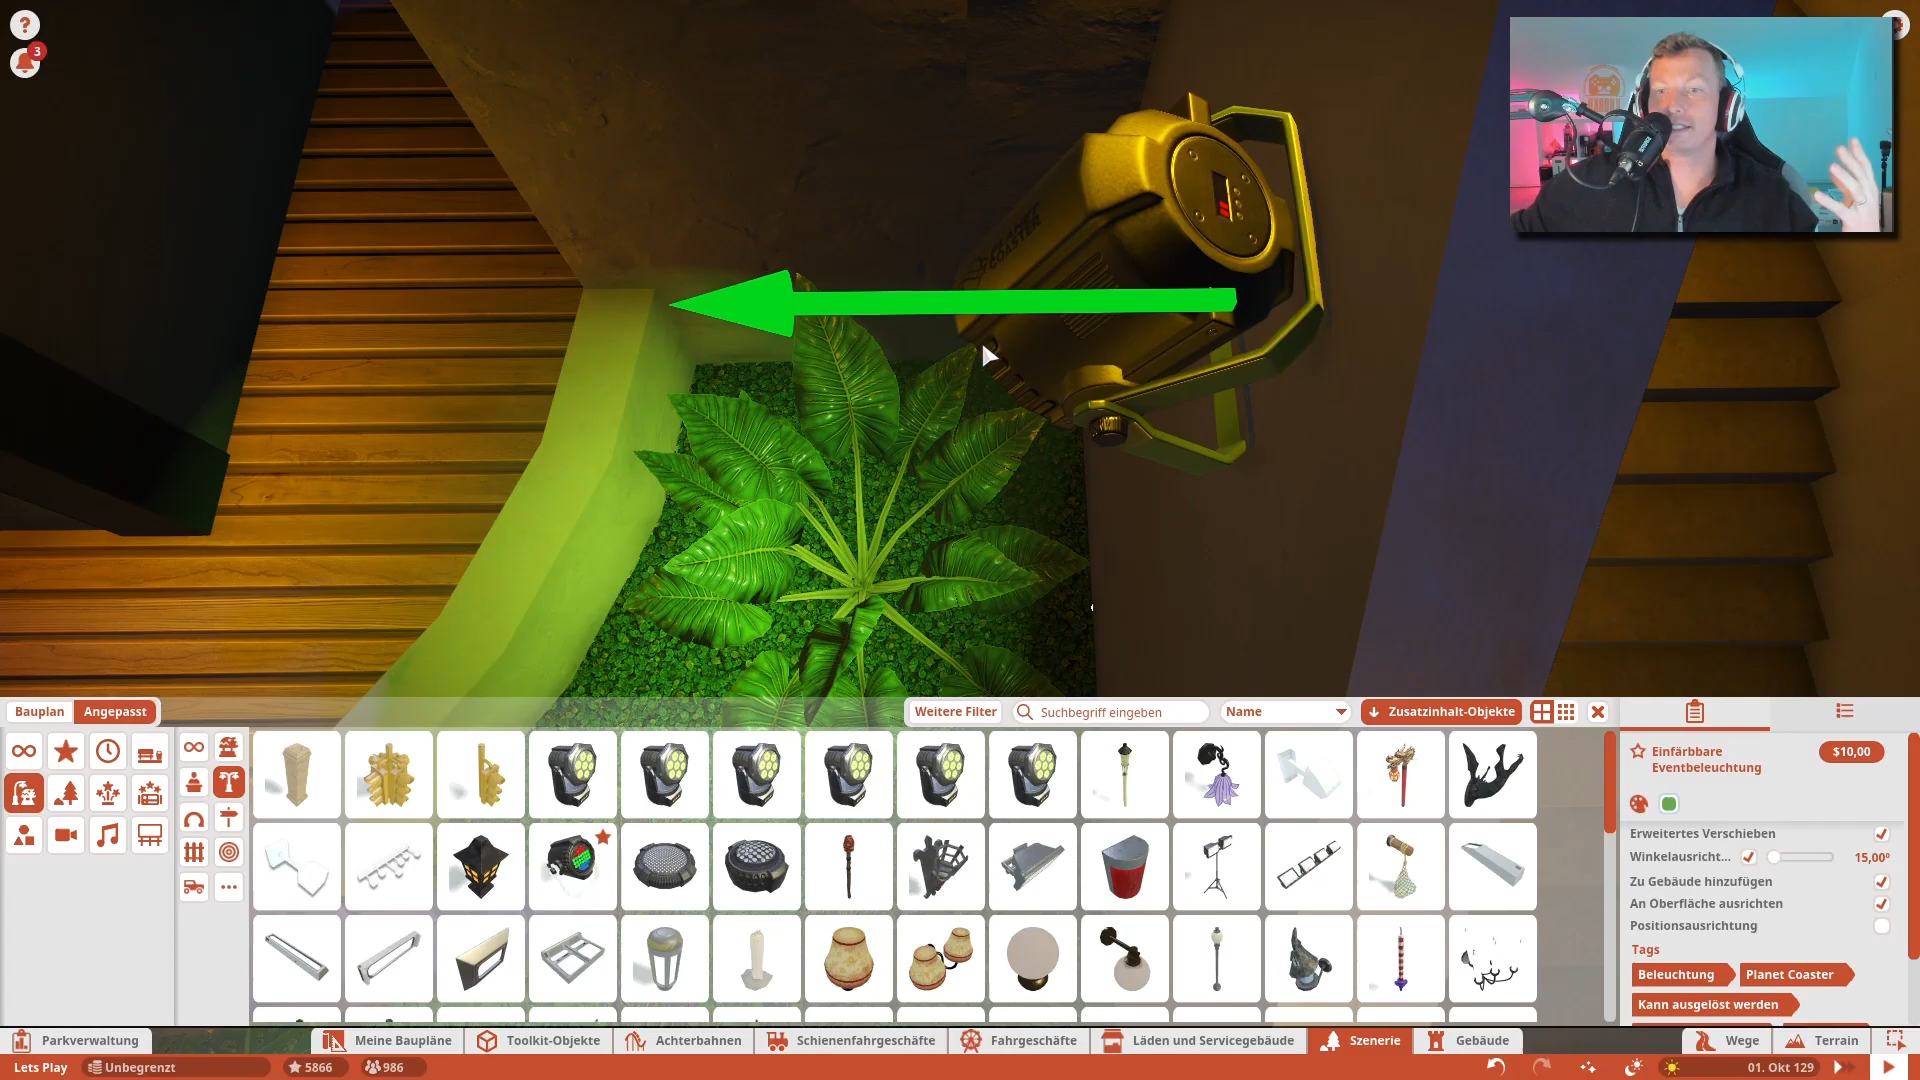 ?
3
PLANET
COASTER
Bauplan
Angepasst
Weitere Filter
Suchbegriff eingeben
Name
Zusatzinhalt-Objekte
Einfärbbare
Eventbeleuchtung
$10,00
Erweitertes Verschieben
Winkelausricht...
15,00°
Zu Gebäude hinzufügen
An Oberfläche ausrichten
Positionsausrichtung
Tags
Beleuchtung
Planet Coaster
Kann ausgelöst werden
Parkverwaltung
Meine Baupläne
Toolkit-Objekte
Achterbahnen
Schienenfahrgeschäfte
Fahrgeschäfte
Läden und Servicegebäude
Szenerie
Gebäude
Wege
Terrain
Lets Play
Unbegrenzt
5866
986
01. Okt 129